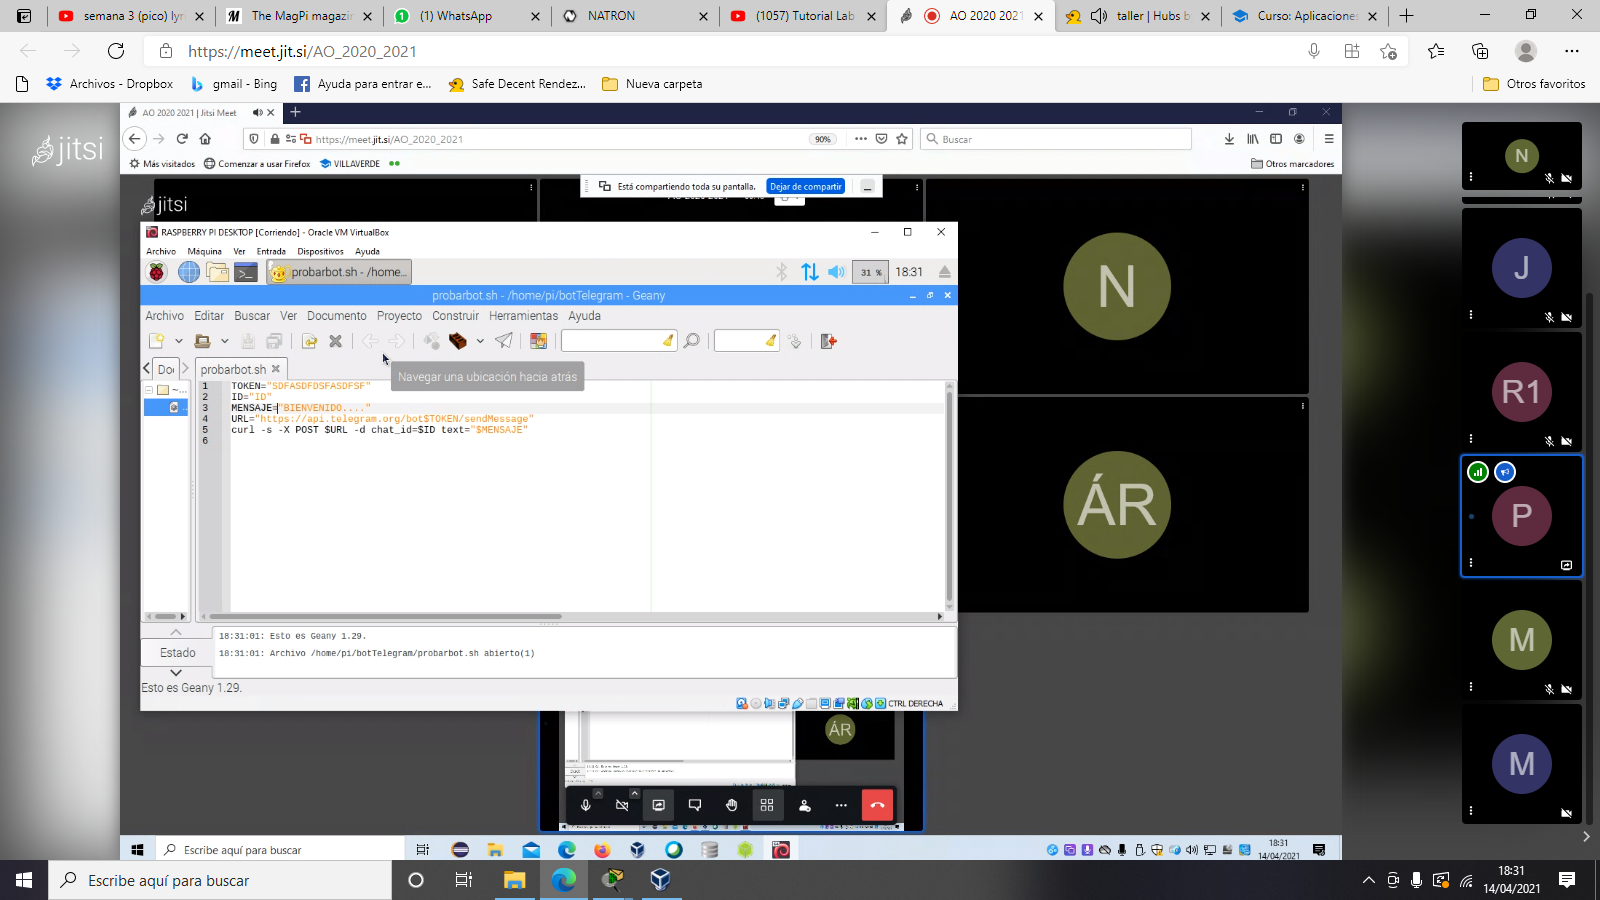 semana 3 (pico) lyr
The MagPi magazin
(1) WhatsApp
NATRON
(1057) Tutorial Lab
AO 2020 2021
taller | Hubs b
Curso: Aplicacione
https://meet.jit.si/AO_2020_2021
Archivos - Dropbox
gmail - Bing
Ayuda para entrar e...
Safe Decent Rendez...
Nueva carpeta
Otros favoritos
jitsi
AO 2020 2021 | Jitsi Meet
https://meet.jit.si/AO_2020_2021
90%
Buscar
Más visitados
Comenzar a usar Firefox
VILLAVERDE
Otros marcadores
Está compartiendo toda su pantalla.
Dejar de compartir
jitsi
RASPBERRY PI DESKTOP [Corriendo] - Oracle VM VirtualBox
Archivo Máquina Ver Entrada Dispositivos Ayuda
probarbot.sh - /home...
31 %
18:31
probarbot.sh - /home/pi/botTelegram - Geany
Archivo Editar Buscar Ver Documento Proyecto Construir Herramientas Ayuda
Do
probarbot.sh
Navegar una ubicación hacia atrás
1 TOKEN="SDFASDFDSFASDFSF"
2 ID="ID"
3 MENSAJE="BIENVENIDO...."
4 URL="https://api.telegram.org/bot$TOKEN/sendMessage"
5 curl -s -X POST $URL -d chat_id=$ID text="$MENSAJE"
6
Estado
18:31:01: Esto es Geany 1.29.
18:31:01: Archivo /home/pi/botTelegram/probarbot.sh abierto(1)
Esto es Geany 1.29.
CTRL DERECHA
N
ÁR
ÁR
N
J
R1
P
M
M
Escribe aquí para buscar
18:31
14/04/2021
Escribe aquí para buscar
18:31
14/04/2021